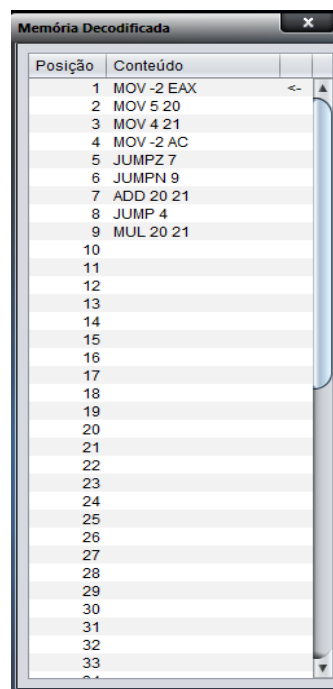 Memória Decodificada x
Posição Conteúdo
1 MOV -2 EAX <-
2 MOV 5 20
3 MOV 4 21
4 MOV -2 AC
5 JUMPZ 7
6 JUMPN 9
7 ADD 20 21
8 JUMP 4
9 MUL 20 21
10
11
12
13
14
15
16
17
18
19
20
21
22
23
24
25
26
27
28
29
30
31
32
33